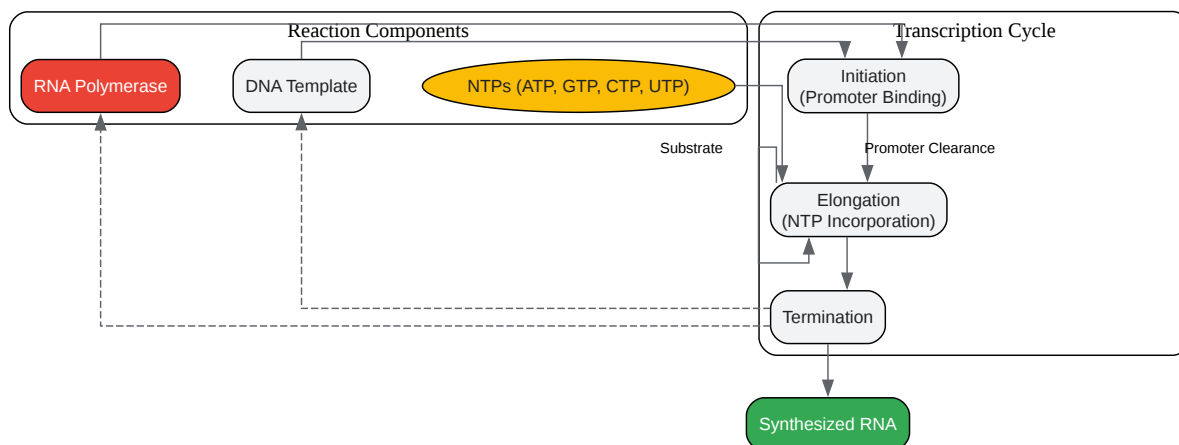 Reaction Components
Transcription Cycle
RNA Polymerase
DNA Template
NTPs (ATP, GTP, CTP, UTP)
Initiation
(Promoter Binding)
Substrate
Promoter Clearance
Elongation
(NTP Incorporation)
Termination
Synthesized RNA